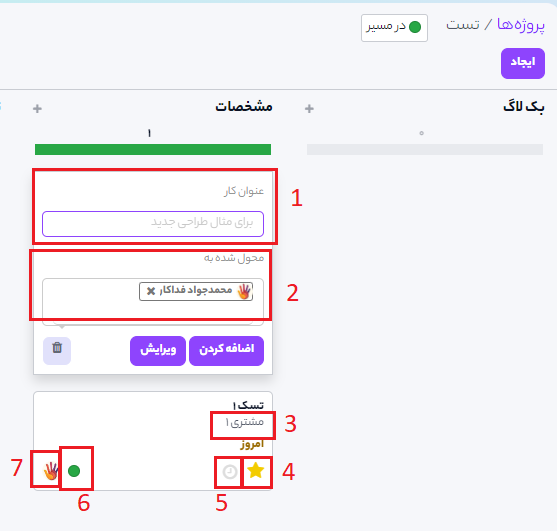 پروژه‌ها / تست
در مسیر
ایجاد
بک لاگ
+
۰
مشخصات
+
۱
عنوان کار
برای مثال طراحی جدید
1
محول شده به
محمدجواد فداکار ✖
2
اضافه کردن
ویرایش
تسک ۱
مشتری ۱
3
امروز
4
5
6
7